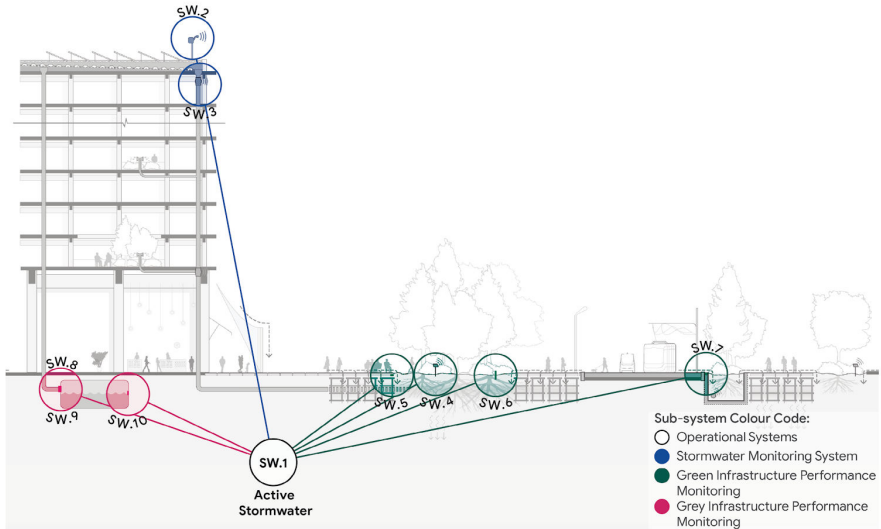 SW.2
SW.3
SW.8
SW.9
SW.10
SW.5
SW.4
SW.6
SW.7
SW.1
Active
Stormwater
Sub-system Colour Code:
Operational Systems
Stormwater Monitoring System
Green Infrastructure Performance
Monitoring
Grey Infrastructure Performance
Monitoring